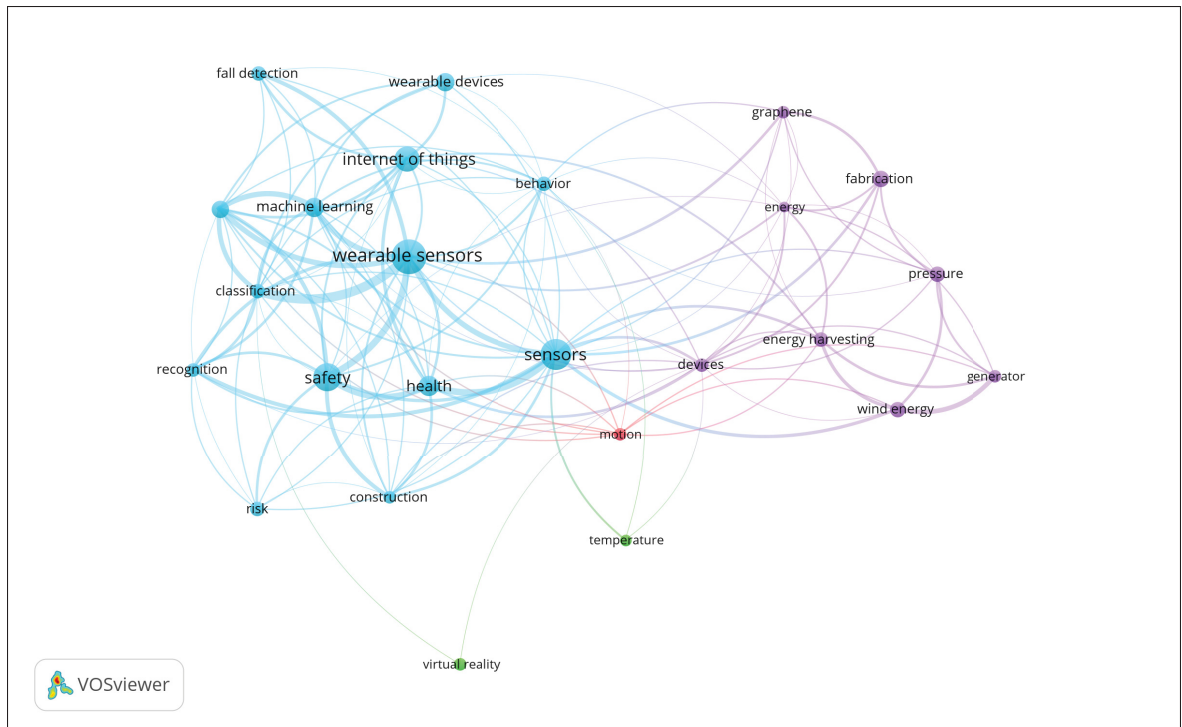 fall detection
wearable devices
graphene
internet of things
fabrication
behavior
machine learning
energy
wearable sensors
pressure
classification
energy harvesting
sensors
devices
recognition
safety
health
generator
wind energy
motion
construction
risk
temperature
virtual reality
VOSviewer